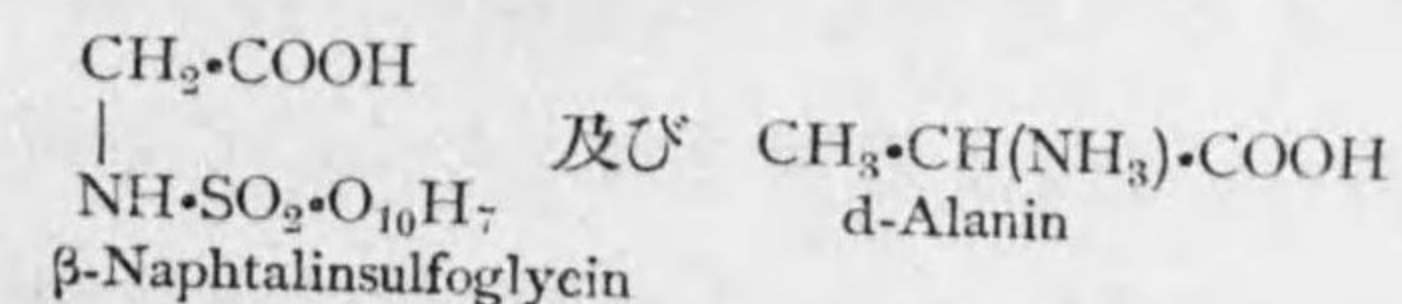 CH₂•COOH
|
NH•SO₂•O₁₀H₇
β-Naphtalinsulfoglycin
及び
CH₃•CH(NH₃)•COOH
d-Alanin